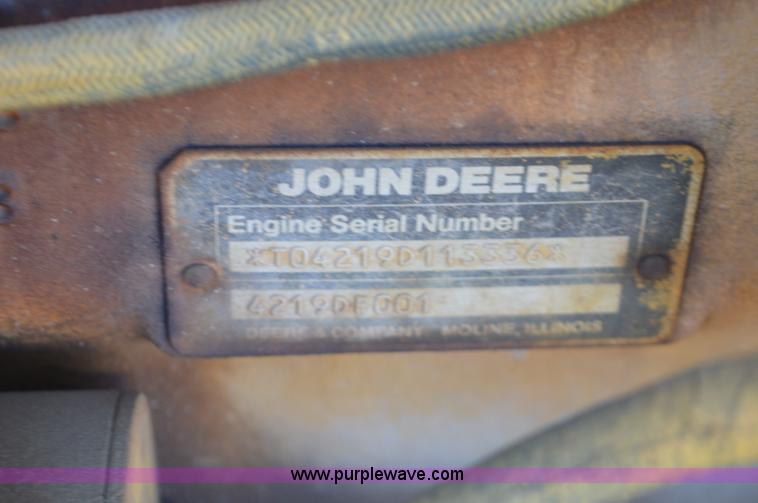 JOHN DEERE
Engine Serial Number
*T04219D113336*
4219DF001
DEERE & COMPANY MOLINE, ILLINOIS
www.purplewave.com